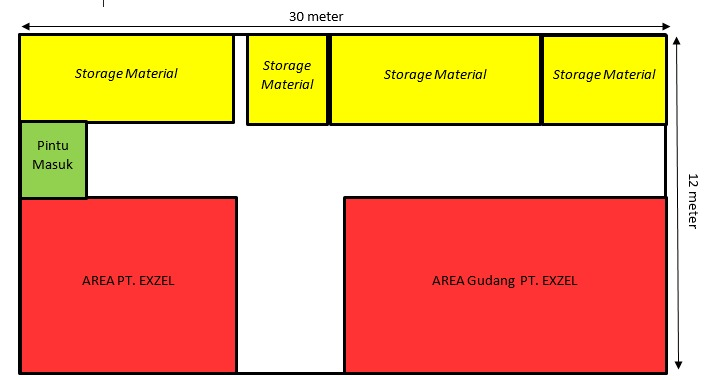 30 meter
Storage Material
Storage
Material
Storage Material
Storage Material
Pintu
Masuk
12 meter
AREA PT. EXZEL
AREA Gudang PT. EXZEL